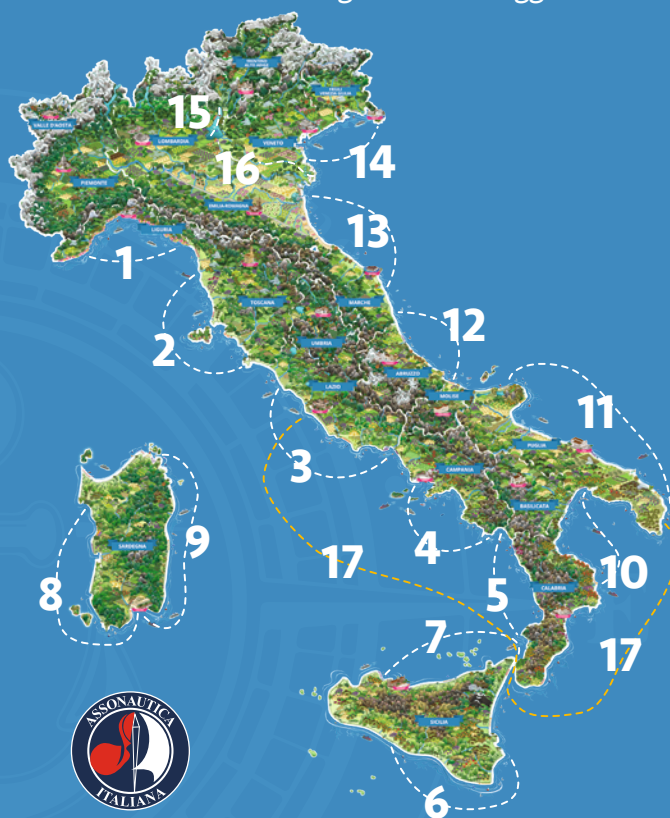 15
VALLE D'AOSTA
LOMBARDIA
VENETO
14
16
PIEMONTE
EMILIA-ROMAGNA
13
LIGURIA
1
TOSCANA
MARCHE
2
12
UMBRIA
ABRUZZO
LAZIO
MOLISE
11
3
PUGLIA
CAMPANIA
BASILICATA
9
SARDEGNA
4
17
10
8
5
CALABRIA
7
17
SICILIA
6
ASSONAUTICA
ITALIANA